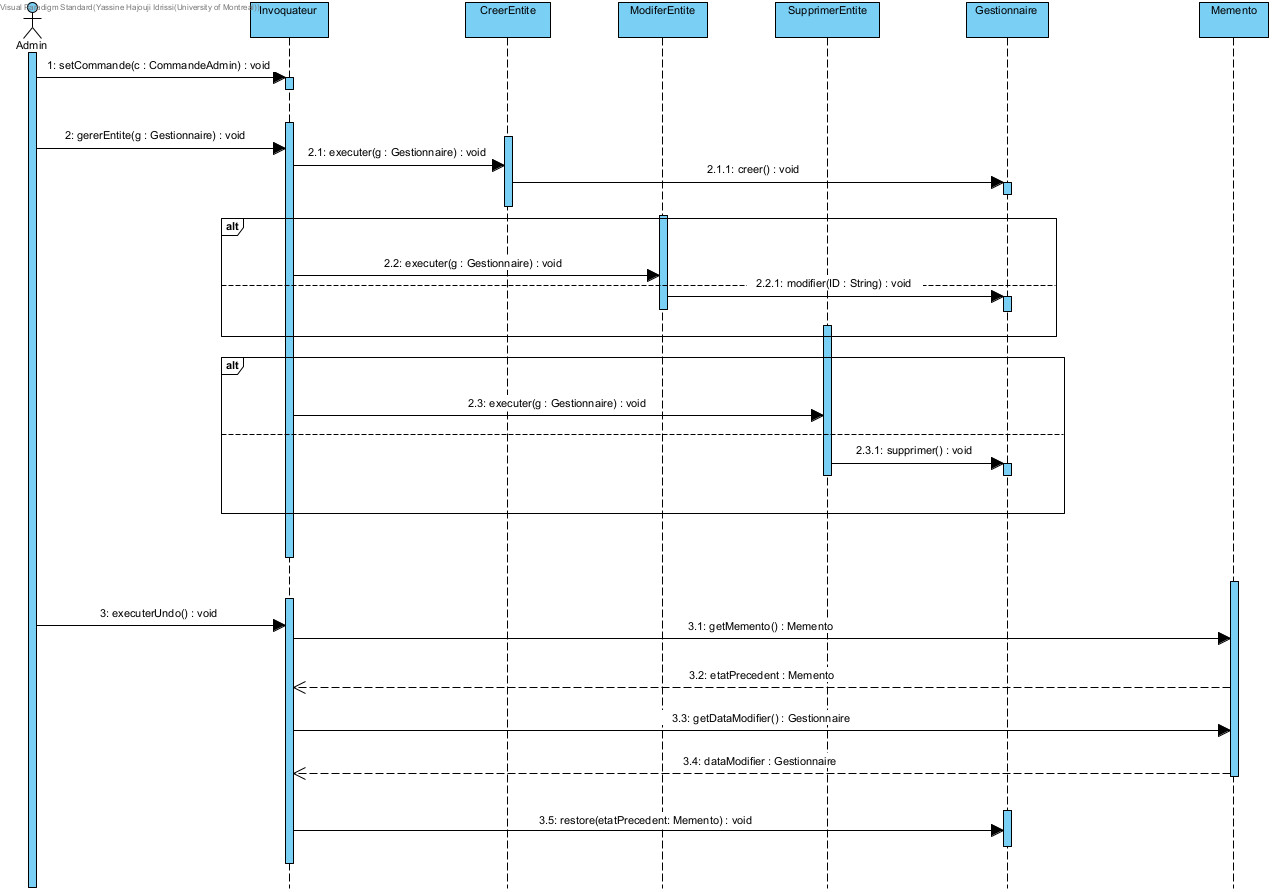 Visual Paradigm Standard(Yassine Hajouji Idrissi(University of Montreal))
Admin
Invoquateur
CreerEntite
ModiferEntite
SupprimerEntite
Gestionnaire
Memento
1: setCommande(c : CommandeAdmin) : void
2: gererEntite(g : Gestionnaire) : void
2.1: executer(g : Gestionnaire) : void
2.1.1: creer() : void
alt
2.2: executer(g : Gestionnaire) : void
2.2.1: modifier(ID : String) : void
alt
2.3: executer(g : Gestionnaire) : void
2.3.1: supprimer() : void
3: executerUndo() : void
3.1: getMemento() : Memento
3.2: etatPrecedent : Memento
3.3: getDataModifier() : Gestionnaire
3.4: dataModifier : Gestionnaire
3.5: restore(etatPrecedent: Memento) : void